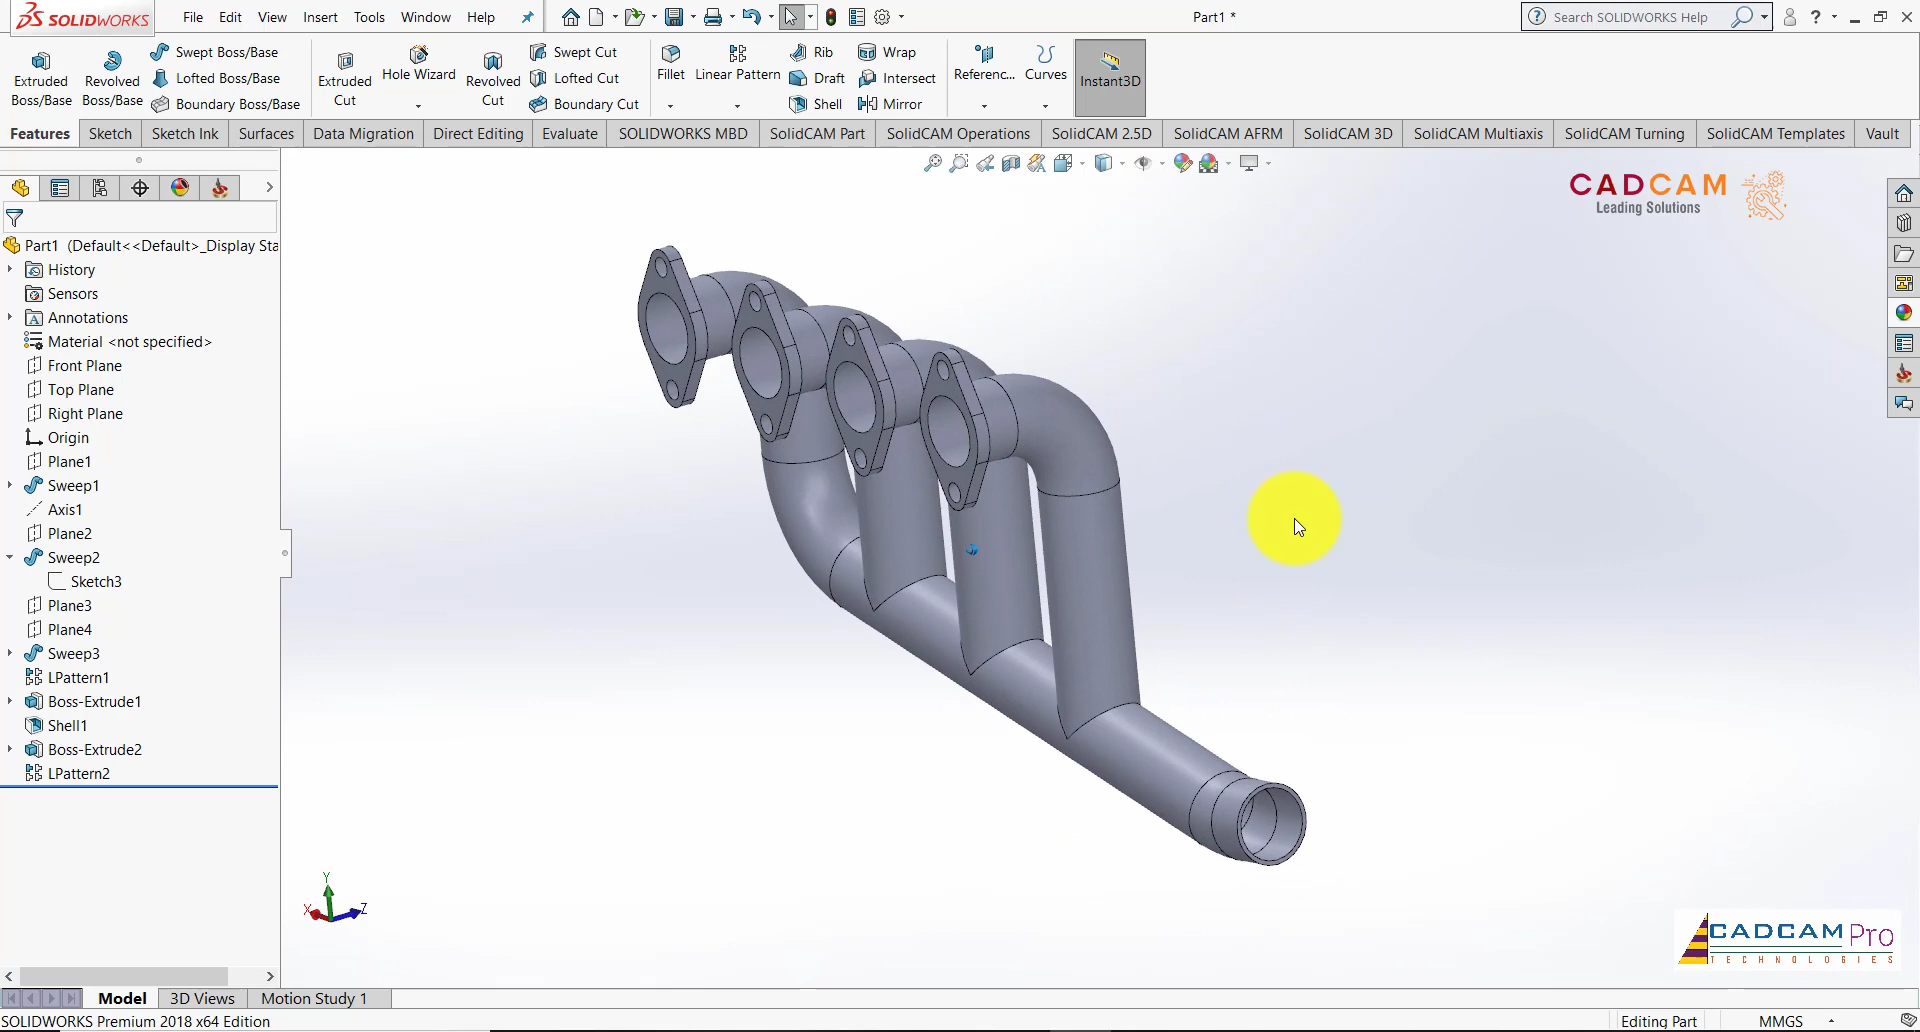 SOLIDWORKS
File Edit View Insert Tools Window Help
Part1 *
Search SOLIDWORKS Help
Extruded Boss/Base
Revolved Boss/Base
Swept Boss/Base
Lofted Boss/Base
Boundary Boss/Base
Extruded Cut
Hole Wizard
Revolved Cut
Swept Cut
Lofted Cut
Boundary Cut
Fillet
Linear Pattern
Rib
Draft
Shell
Wrap
Intersect
Mirror
Referenc...
Curves
Instant3D
Features Sketch Sketch Ink Surfaces Data Migration Direct Editing Evaluate SOLIDWORKS MBD SolidCAM Part SolidCAM Operations SolidCAM 2.5D SolidCAM AFRM SolidCAM 3D SolidCAM Multiaxis SolidCAM Turning SolidCAM Templates Vault
CADCAM
Leading Solutions
Part1 (Default<<Default>_Display Sta
History
Sensors
Annotations
Material <not specified>
Front Plane
Top Plane
Right Plane
Origin
Plane1
Sweep1
Axis1
Plane2
Sweep2
Sketch3
Plane3
Plane4
Sweep3
LPattern1
Boss-Extrude1
Shell1
Boss-Extrude2
LPattern2
Y
X
Z
CADCAM Pro
TECHNOLOGIES
Model 3D Views Motion Study 1
SOLIDWORKS Premium 2018 x64 Edition
Editing Part MMGS